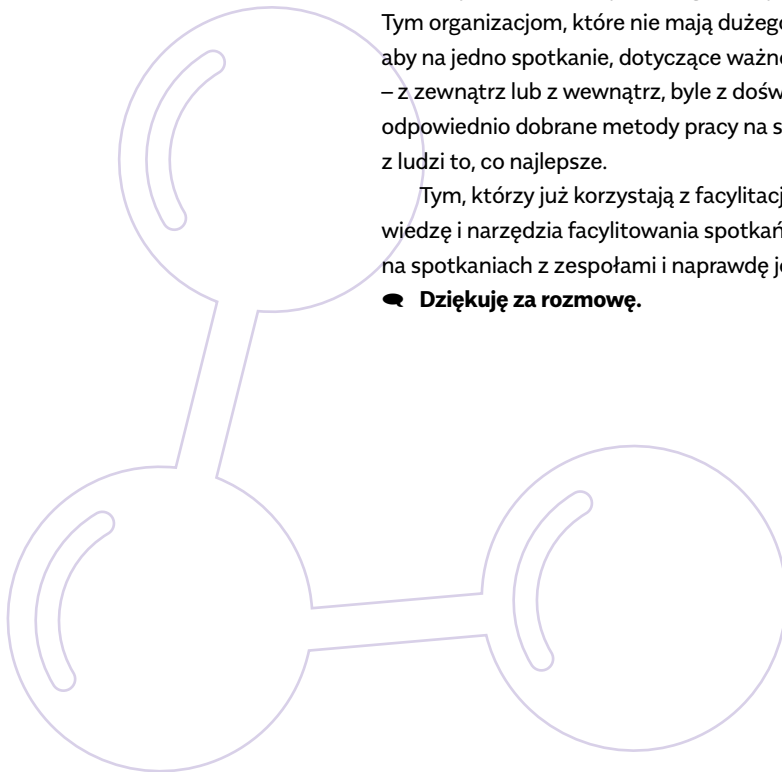 Tym organizacjom, które nie mają dużego
aby na jedno spotkanie, dotyczące ważn
– z zewnątrz lub z wewnątrz, byle z dośw
odpowiednio dobrane metody pracy na s
z ludzi to, co najlepsze.
Tym, którzy już korzystają z facylitacj
wiedzę i narzędzia facylitowania spotkań
na spotkaniach z zespołami i naprawdę j
Dziękuję za rozmowę.